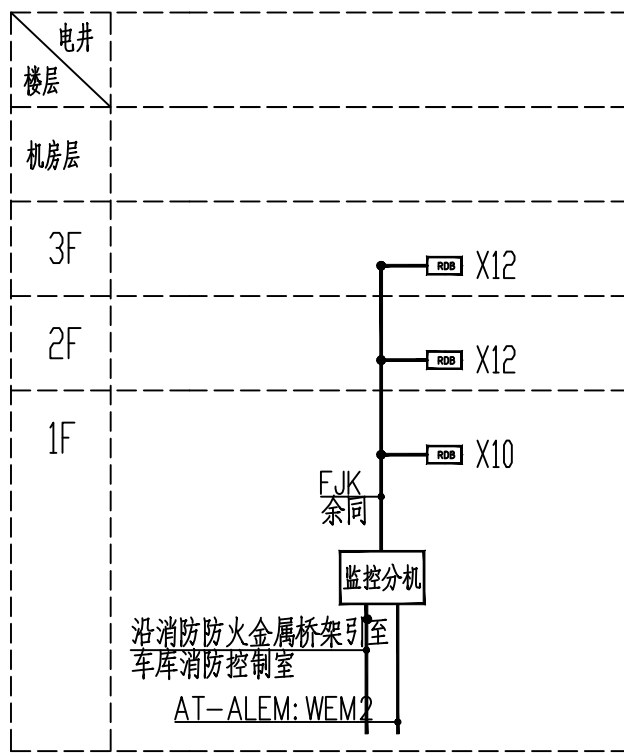 电井
楼层
机房层
3F
RDB X12
2F
RDB X12
1F
RDB X10
FJK
余同
监控分机
沿消防防火金属桥架引至
车库消防控制室
AT-ALEM: WEM2